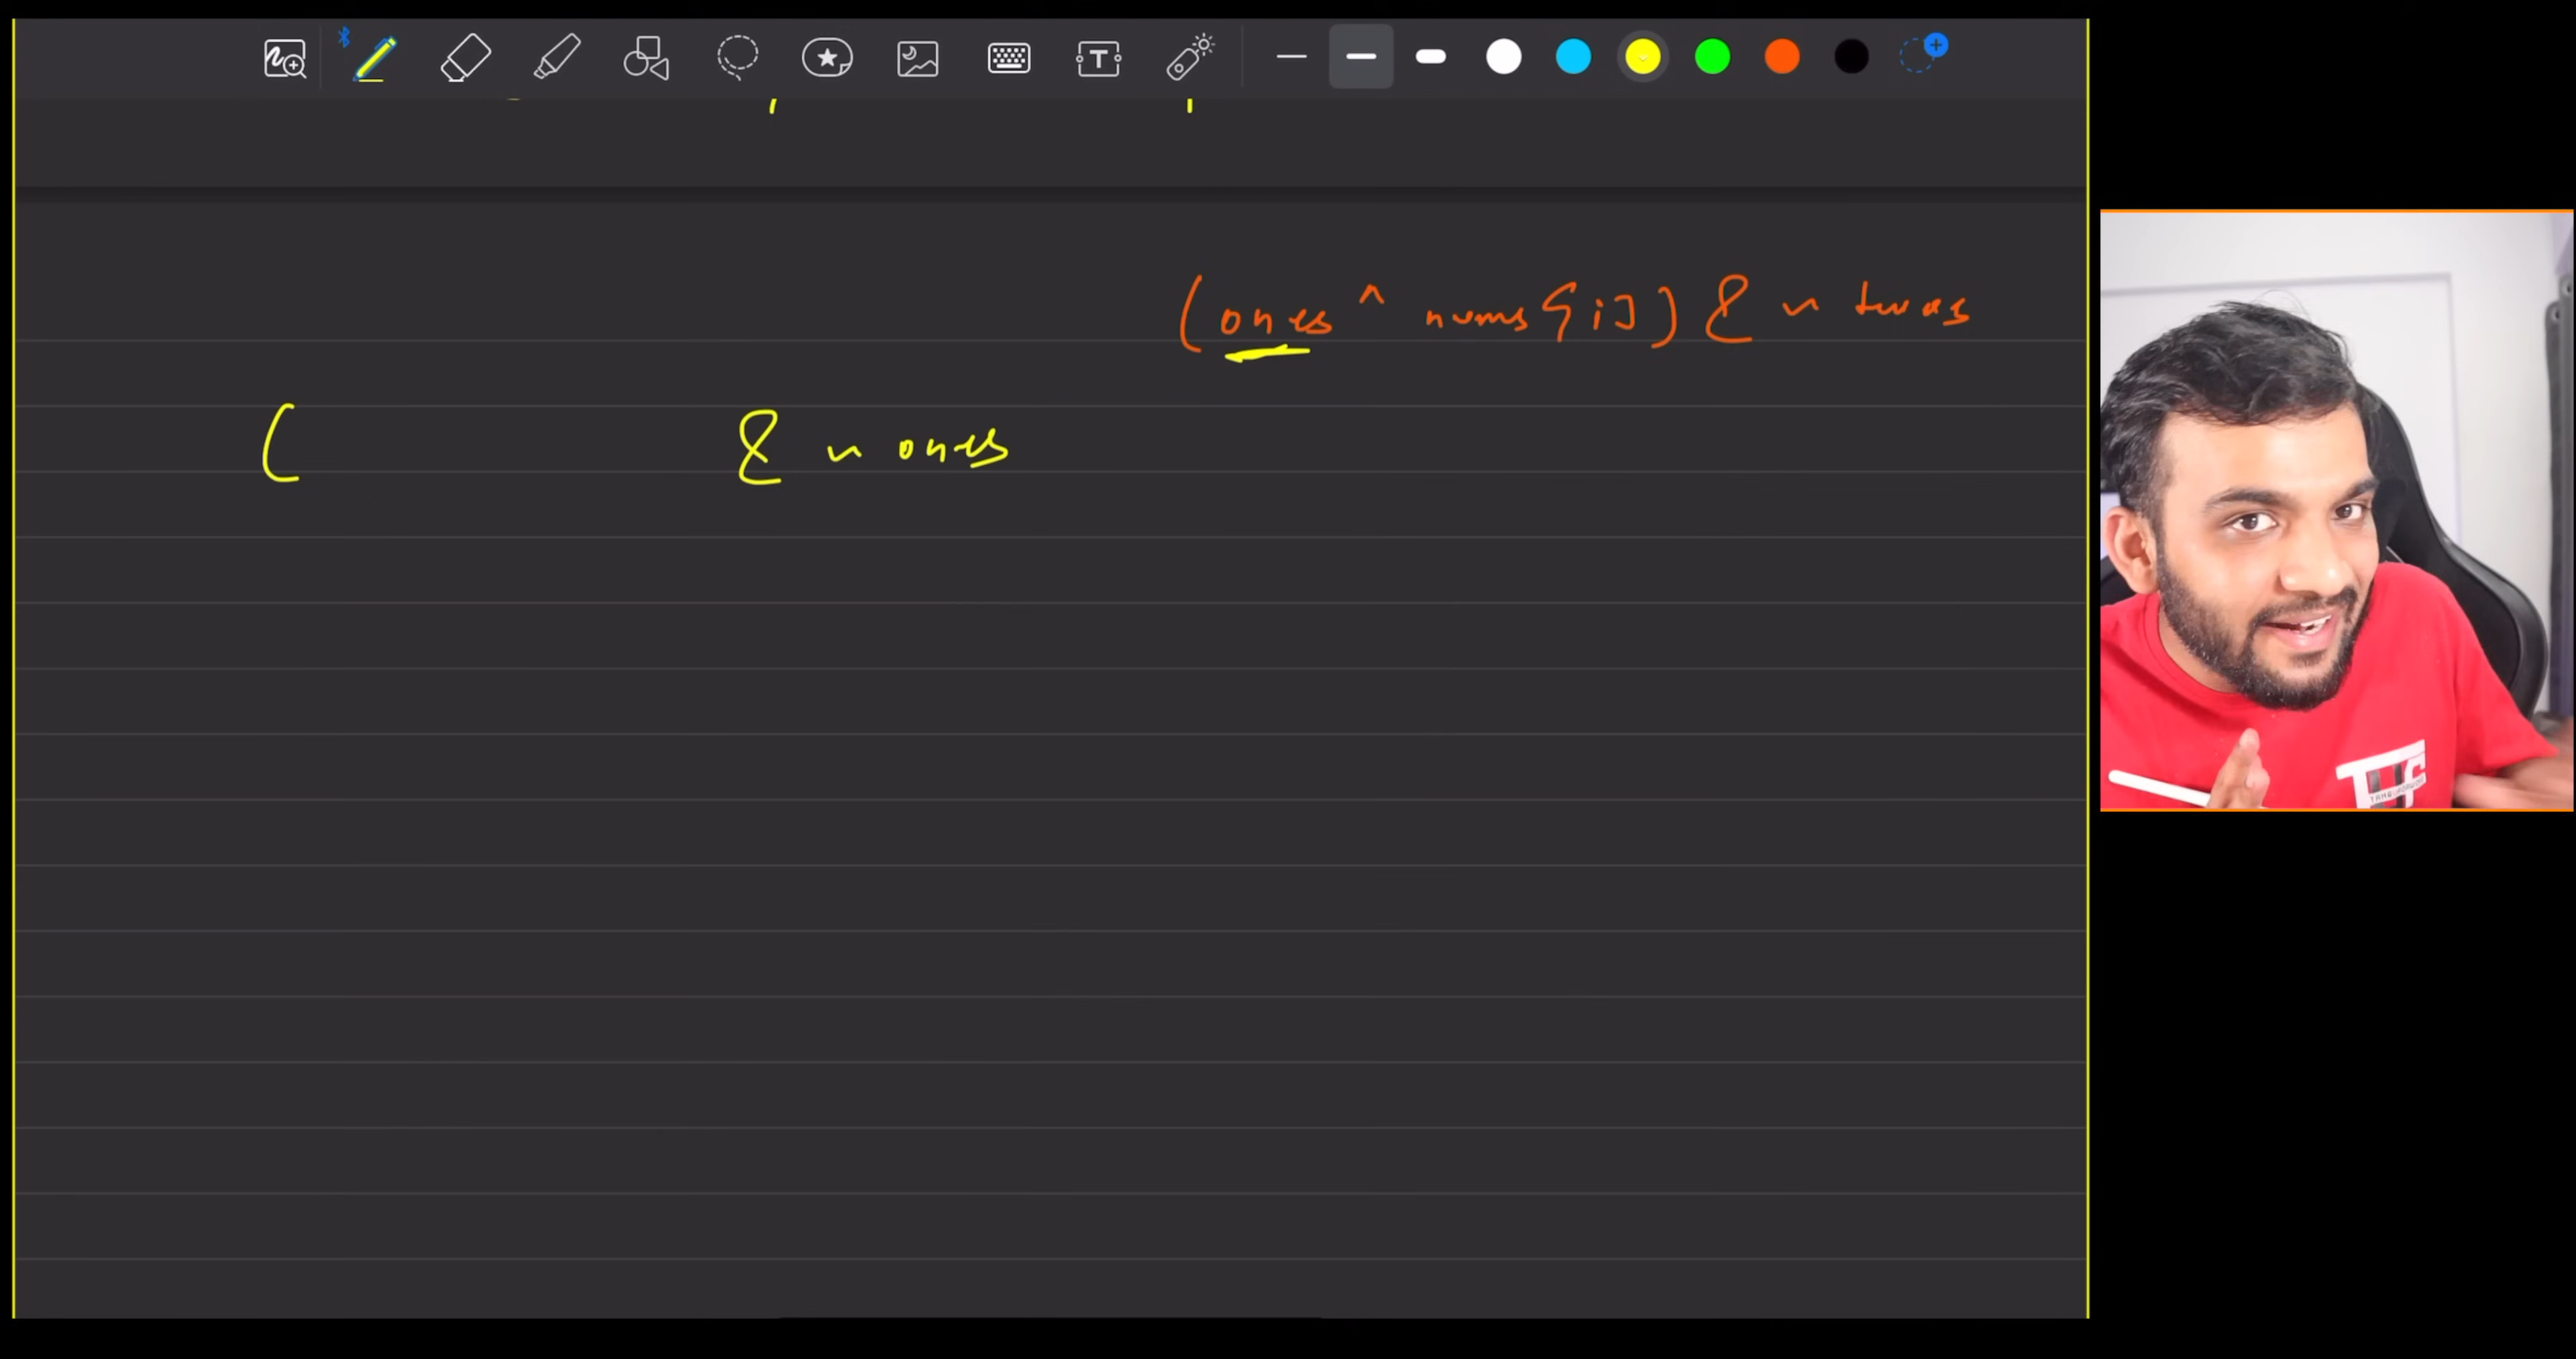 (ones ^ nums[i]) & ~ twos
( & ~ ones